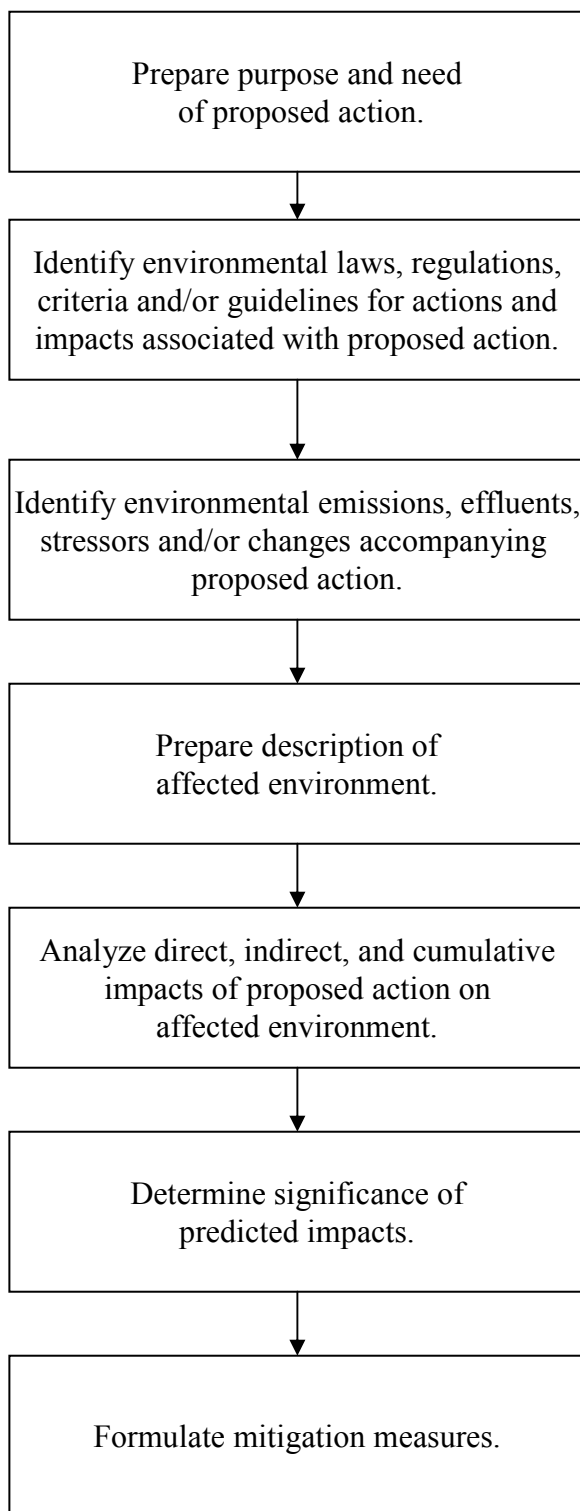 Prepare purpose and need
of proposed action.
Identify environmental laws, regulations,
criteria and/or guidelines for actions and
impacts associated with proposed action.
Identify environmental emissions, effluents,
stressors and/or changes accompanying
proposed action.
Prepare description of
affected environment.
Analyze direct, indirect, and cumulative
impacts of proposed action on
affected environment.
Determine significance of
predicted impacts.
Formulate mitigation measures.